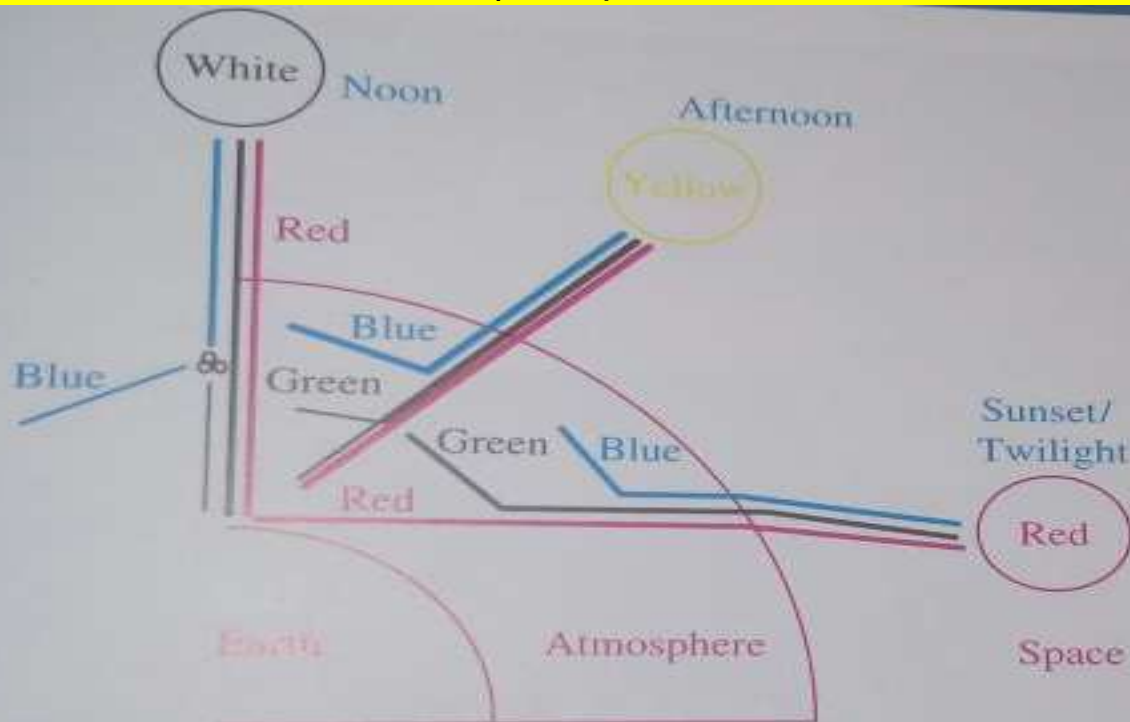 White
Noon
Afternoon
Yellow
Red
Blue
Blue
Green
Green
Blue
Sunset/
Twilight
Red
Red
Earth
Atmosphere
Space